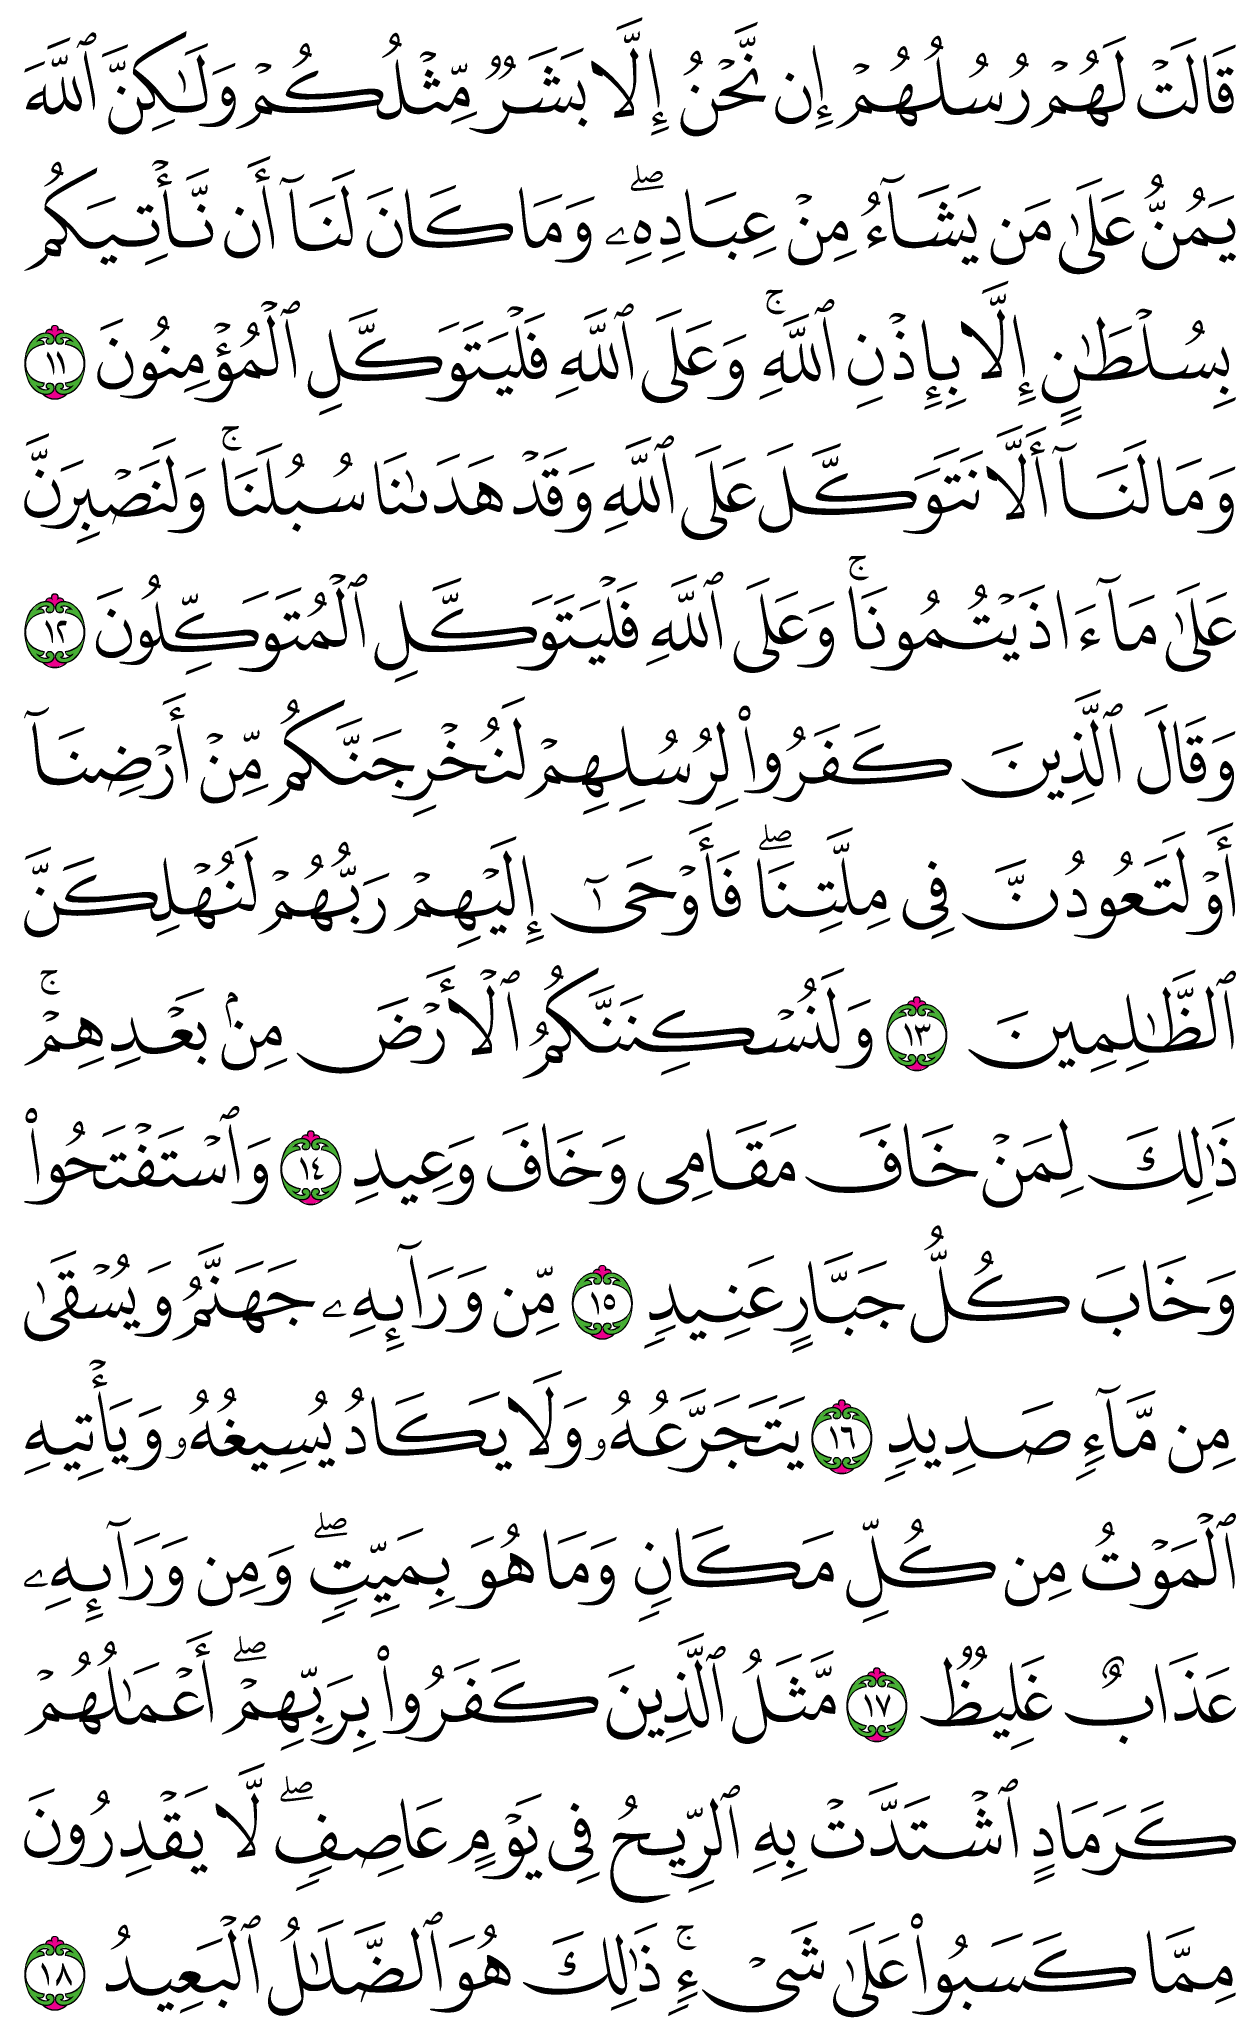 قَالَتۡ لَهُمۡ رُسُلُهُمۡ إِن نَّحۡنُ إِلَّا بَشَرٞ مِّثۡلُكُمۡ وَلَٰكِنَّ ٱللَّهَ
يَمُنُّ عَلَىٰ مَن يَشَآءُ مِنۡ عِبَادِهِۦۖ وَمَا كَانَ لَنَآ أَن نَّأۡتِيَكُم
بِسُلۡطَٰنٍ إِلَّا بِإِذۡنِ ٱللَّهِۚ وَعَلَى ٱللَّهِ فَلۡيَتَوَكَّلِ ٱلۡمُؤۡمِنُونَ ١١
وَمَا لَنَآ أَلَّا نَتَوَكَّلَ عَلَى ٱللَّهِ وَقَدۡ هَدَىٰنَا سُبُلَنَاۚ وَلَنَصۡبِرَنَّ
عَلَىٰ مَآ ءَاذَيۡتُمُونَاۚ وَعَلَى ٱللَّهِ فَلۡيَتَوَكَّلِ ٱلۡمُتَوَكِّلُونَ ١٢
وَقَالَ ٱلَّذِينَ كَفَرُواْ لِرُسُلِهِمۡ لَنُخۡرِجَنَّكُم مِّنۡ أَرۡضِنَآ
أَوۡ لَتَعُودُنَّ فِي مِلَّتِنَاۖ فَأَوۡحَىٰٓ إِلَيۡهِمۡ رَبُّهُمۡ لَنُهۡلِكَنَّ
ٱلظَّٰلِمِينَ ١٣ وَلَنُسۡكِنَنَّكُمُ ٱلۡأَرۡضَ مِنۢ بَعۡدِهِمۡۚ
ذَٰلِكَ لِمَنۡ خَافَ مَقَامِي وَخَافَ وَعِيدِ ١٤ وَٱسۡتَفۡتَحُواْ
وَخَابَ كُلُّ جَبَّارٍ عَنِيدٖ ١٥ مِّن وَرَآئِهِۦ جَهَنَّمُ وَيُسۡقَىٰ
مِن مَّآءٖ صَدِيدٖ ١٦ يَتَجَرَّعُهُۥ وَلَا يَكَادُ يُسِيغُهُۥ وَيَأۡتِيهِ
ٱلۡمَوۡتُ مِن كُلِّ مَكَانٖ وَمَا هُوَ بِمَيِّتٖۖ وَمِن وَرَآئِهِۦ
عَذَابٌ غَلِيظٞ ١٧ مَّثَلُ ٱلَّذِينَ كَفَرُواْ بِرَبِّهِمۡۖ أَعۡمَٰلُهُمۡ
كَرَمَادٍ ٱشۡتَدَّتۡ بِهِ ٱلرِّيحُ فِي يَوۡمٍ عَاصِفٖۖ لَّا يَقۡدِرُونَ
مِمَّا كَسَبُواْ عَلَىٰ شَيۡءٖۚ ذَٰلِكَ هُوَ ٱلضَّلَٰلُ ٱلۡبَعِيدُ ١٨